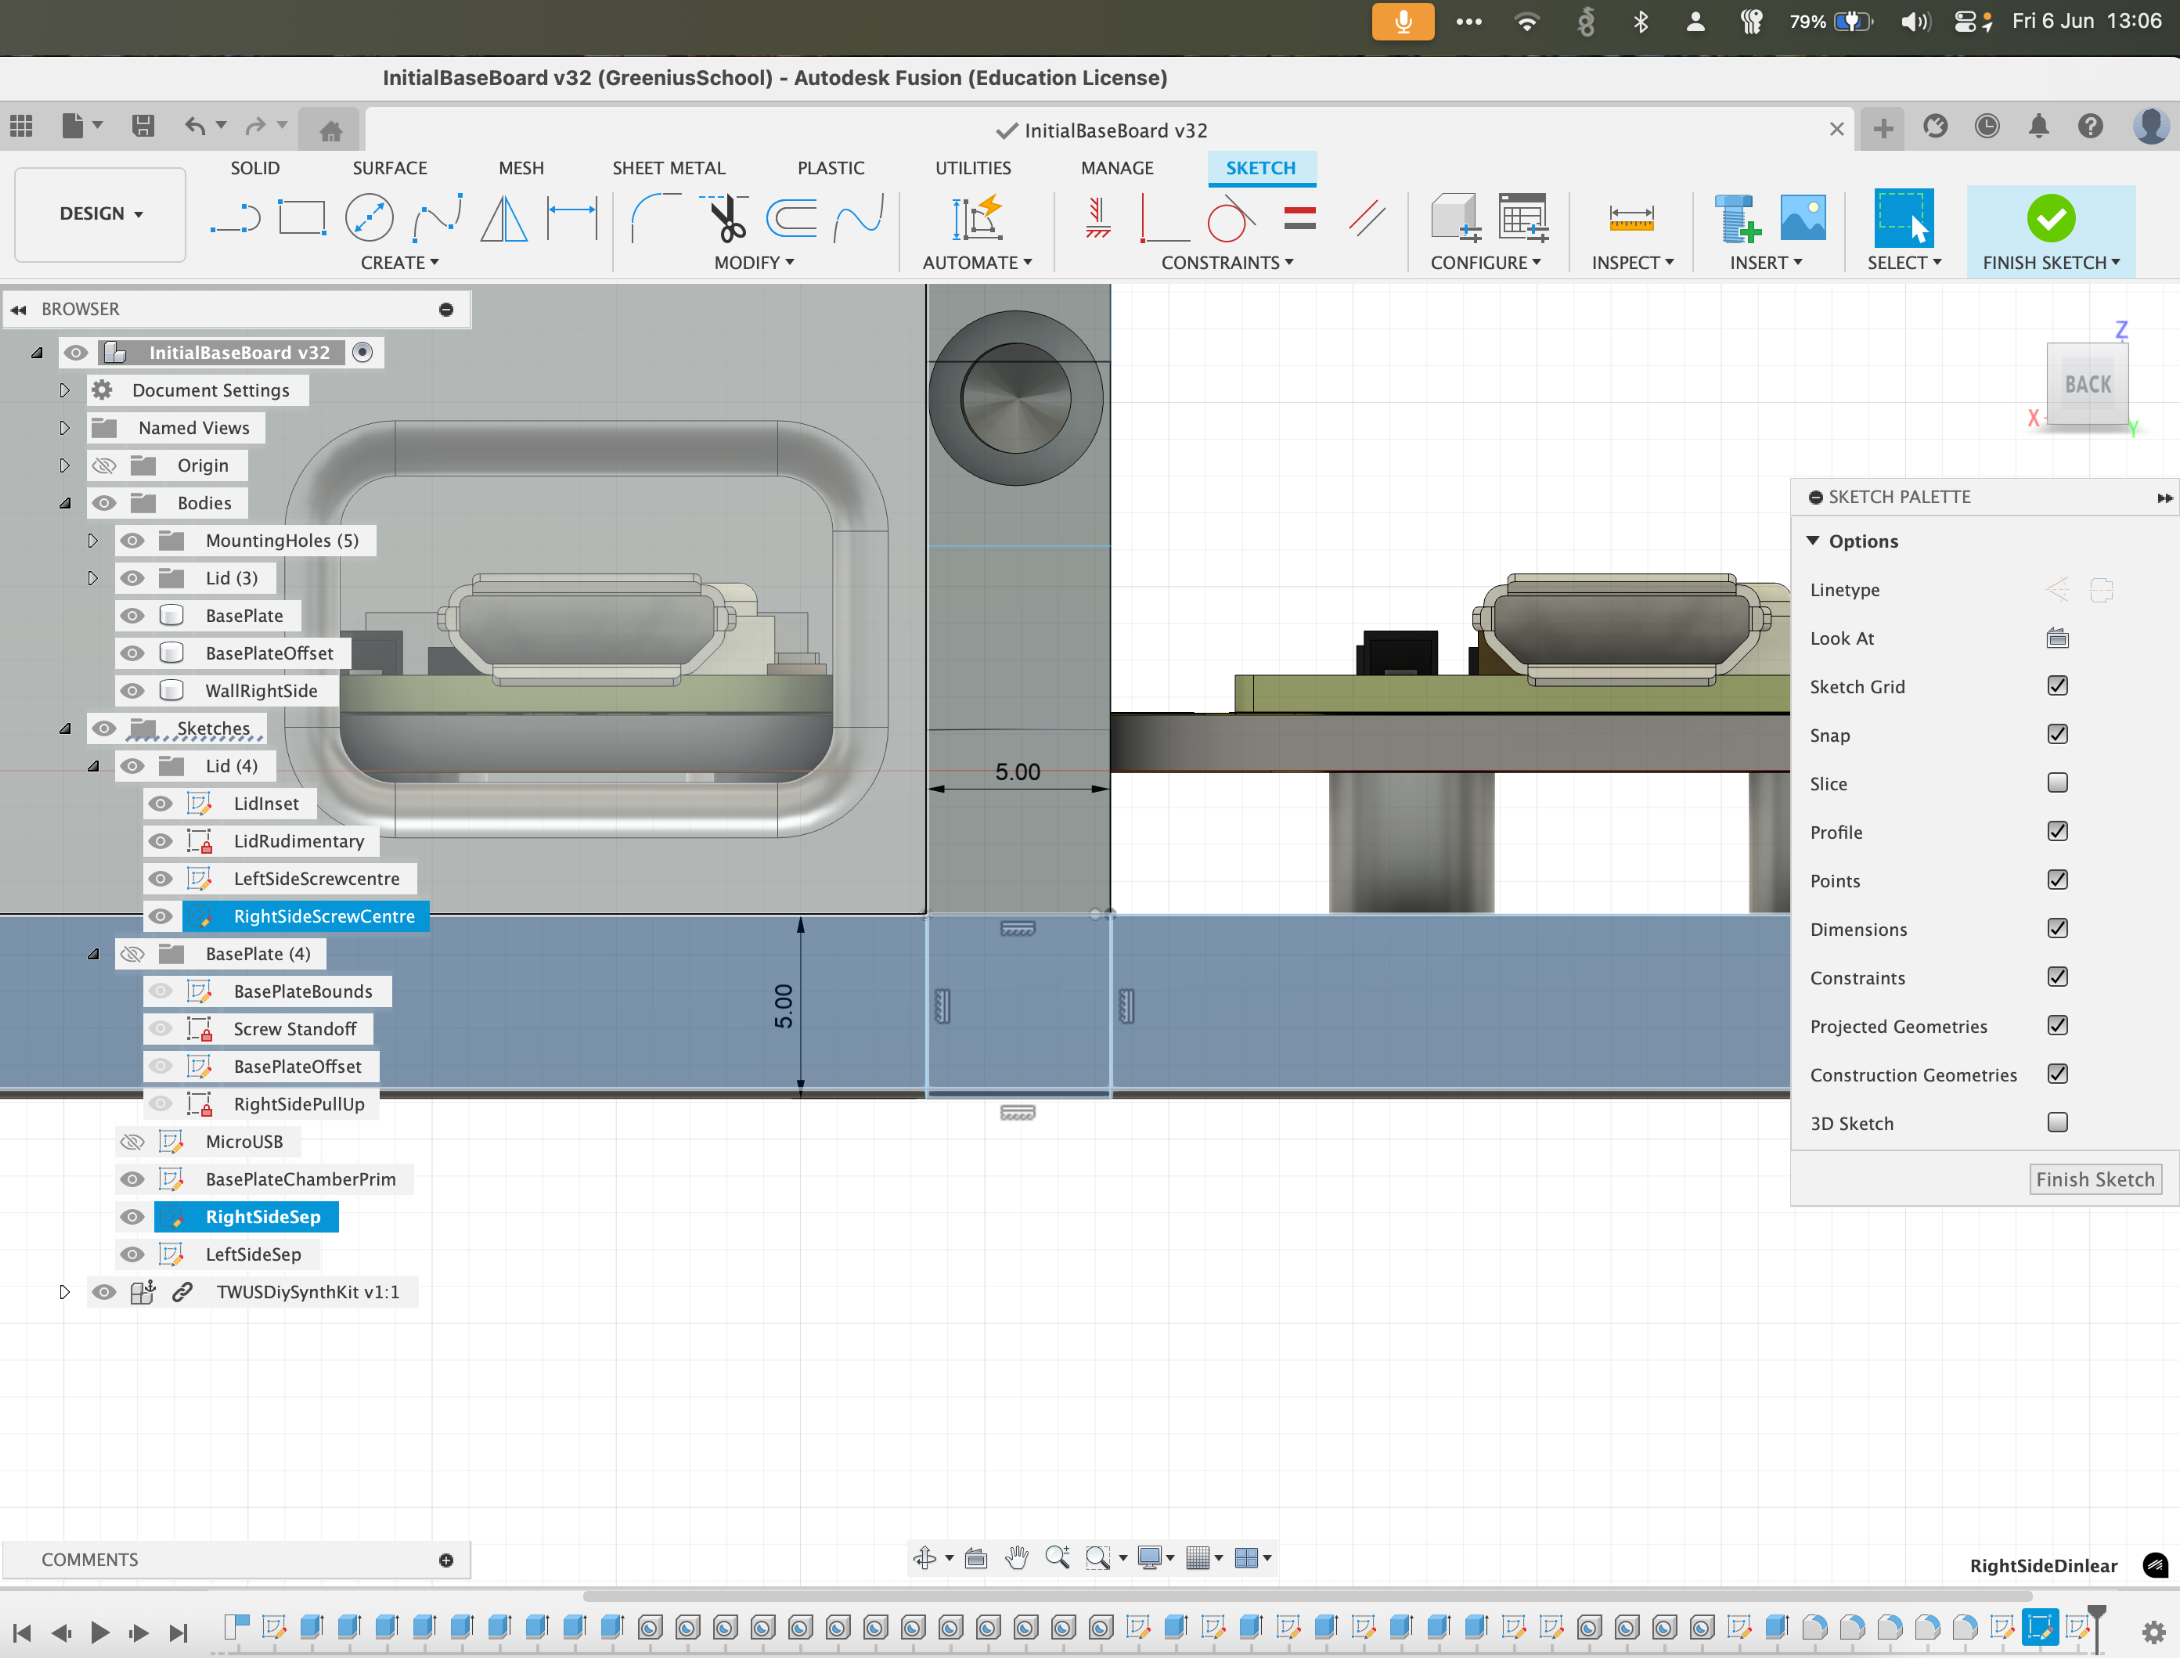 79%
Fri 6 Jun 13:06
InitialBaseBoard v32 (GreeniusSchool) - Autodesk Fusion (Education License)
InitialBaseBoard v32
DESIGN
SOLID
SURFACE
MESH
SHEET METAL
PLASTIC
UTILITIES
MANAGE
SKETCH
CREATE
MODIFY
AUTOMATE
CONSTRAINTS
CONFIGURE
INSPECT
INSERT
SELECT
FINISH SKETCH
BROWSER
InitialBaseBoard v32
Document Settings
Named Views
Origin
Bodies
MountingHoles (5)
Lid (3)
BasePlate
BasePlateOffset
WallRightSide
Sketches
Lid (4)
LidInset
LidRudimentary
LeftSideScrewcentre
RightSideScrewCentre
BasePlate (4)
BasePlateBounds
Screw Standoff
BasePlateOffset
RightSidePullUp
MicroUSB
BasePlateChamberPrim
RightSideSep
LeftSideSep
TWUSDiySynthKit v1:1
5.00
5.00
Z
BACK
X
Y
SKETCH PALETTE
Options
Linetype
Look At
Sketch Grid
Snap
Slice
Profile
Points
Dimensions
Constraints
Projected Geometries
Construction Geometries
3D Sketch
Finish Sketch
COMMENTS
RightSideDinlear